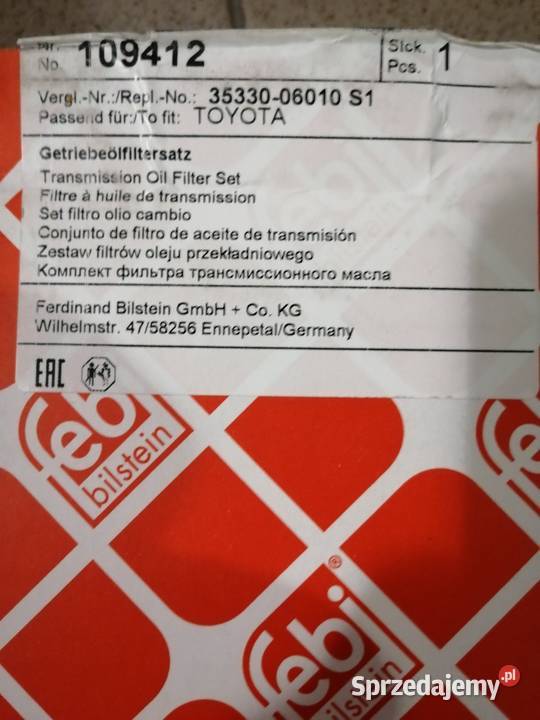 No. 109412
Stck.
Pcs. 1
Vergl.-Nr.:/Repl.-No.: 35330-06010 S1
Passend für:/To fit: TOYOTA
Getriebeölfiltersatz
Transmission Oil Filter Set
Filtre à huile de transmission
Set filtro olio cambio
Conjunto de filtro de aceite de transmisión
Zestaw filtrów oleju przekładniowego
Комплект фильтра трансмиссионного масла
Ferdinand Bilstein GmbH + Co. KG
Wilhelmstr. 47/58256 Ennepetal/Germany
EAC
febi
bilstein
febi®
bilstein
Sprzedajemy.pl